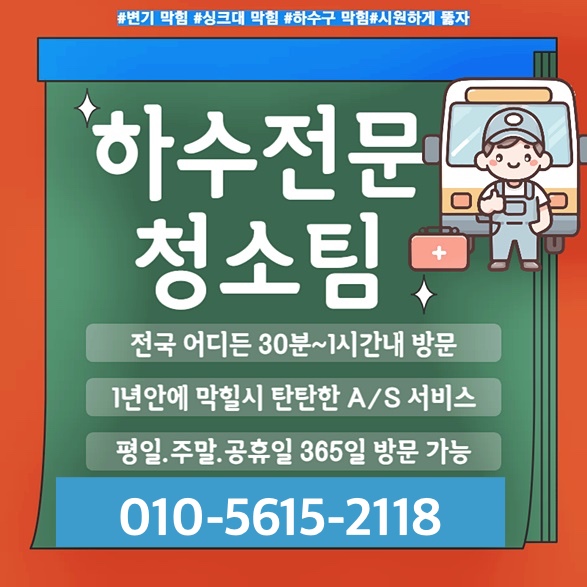 #변기 막힘 #싱크대 막힘 #하수구 막힘#시원하게 뚫자
하수전문
청소팀
전국 어디든 30분~1시간내 방문
1년안에 막힐시 탄탄한 A/S 서비스
평일.주말.공휴일 365일 방문 가능
010-5615-2118